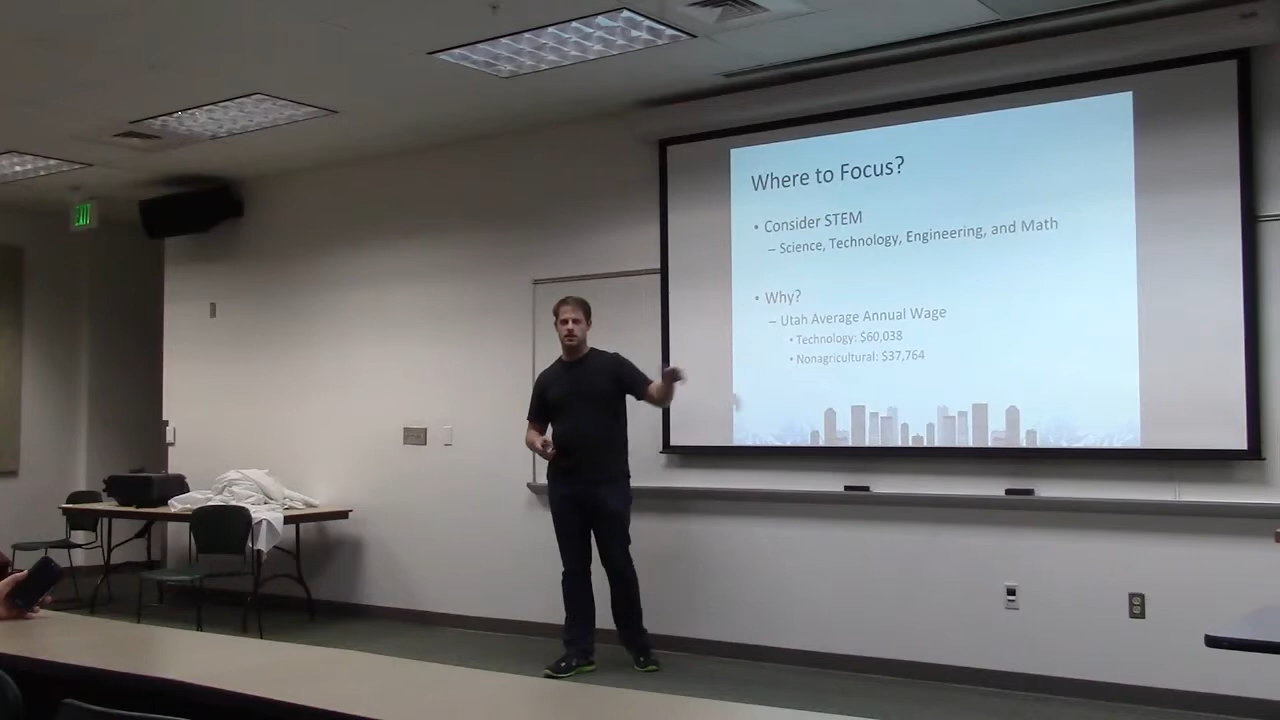 EXIT
Where to Focus?
• Consider STEM
– Science, Technology, Engineering, and Math
• Why?
– Utah Average Annual Wage
• Technology: $60,038
• Nonagricultural: $37,764